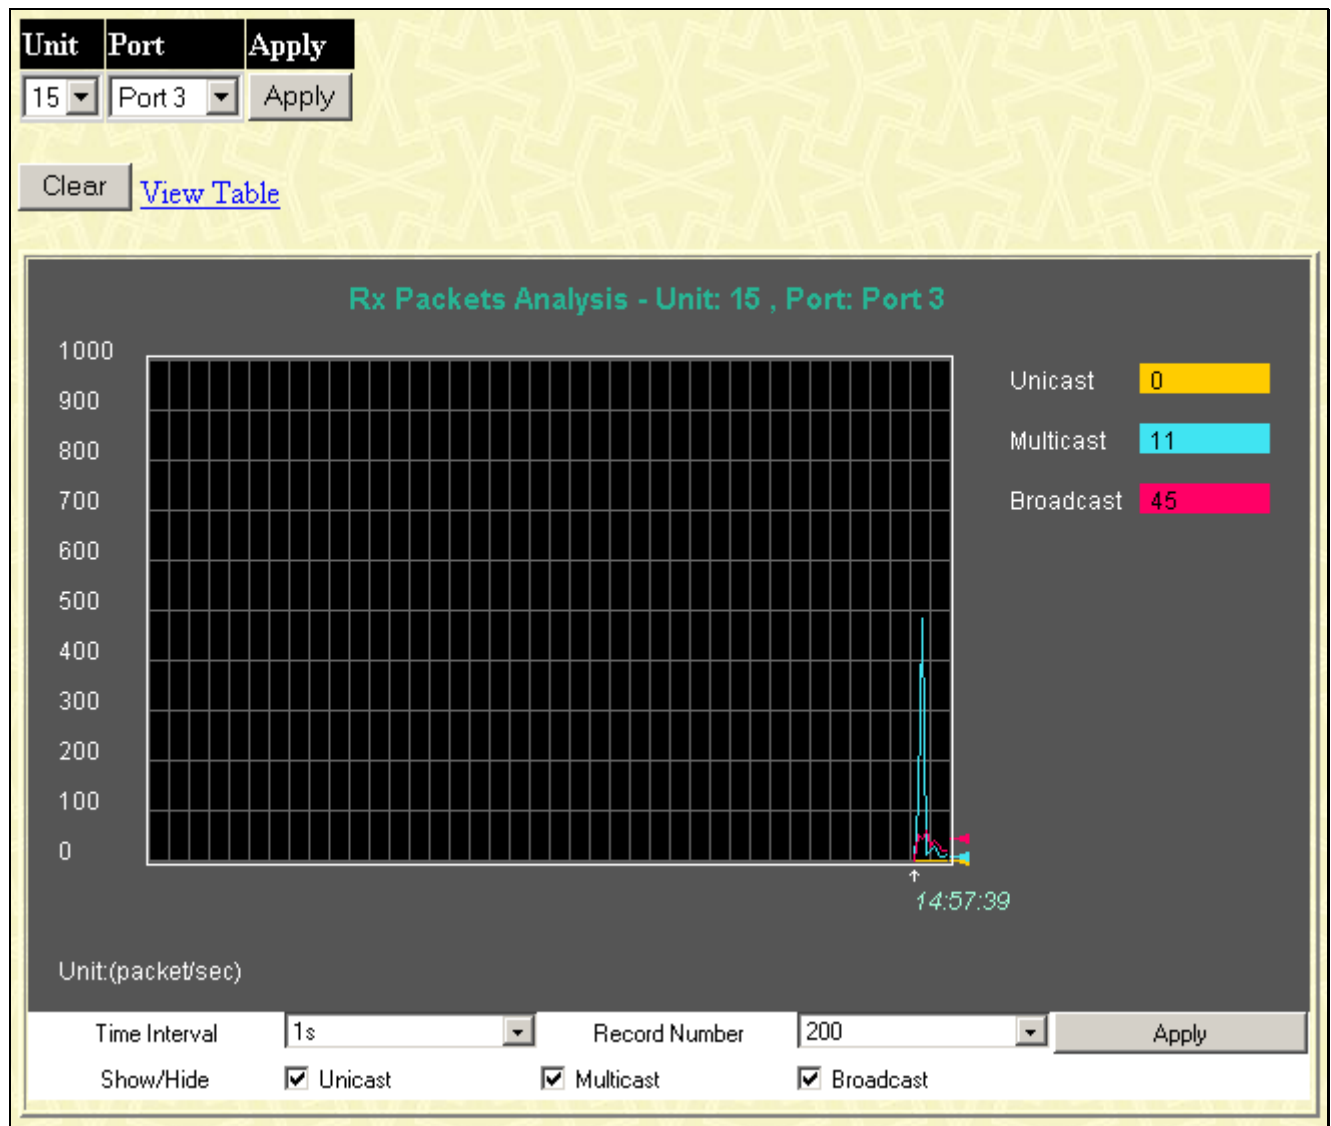 Unit Port Apply
15 Port 3 Apply
Clear View Table
Rx Packets Analysis - Unit: 15 , Port: Port 3
1000
900
800
700
600
500
400
300
200
100
0
Unicast 0
Multicast 11
Broadcast 45
14:57:39
Unit:(packet/sec)
Time Interval 1s Record Number 200 Apply
Show/Hide Unicast Multicast Broadcast